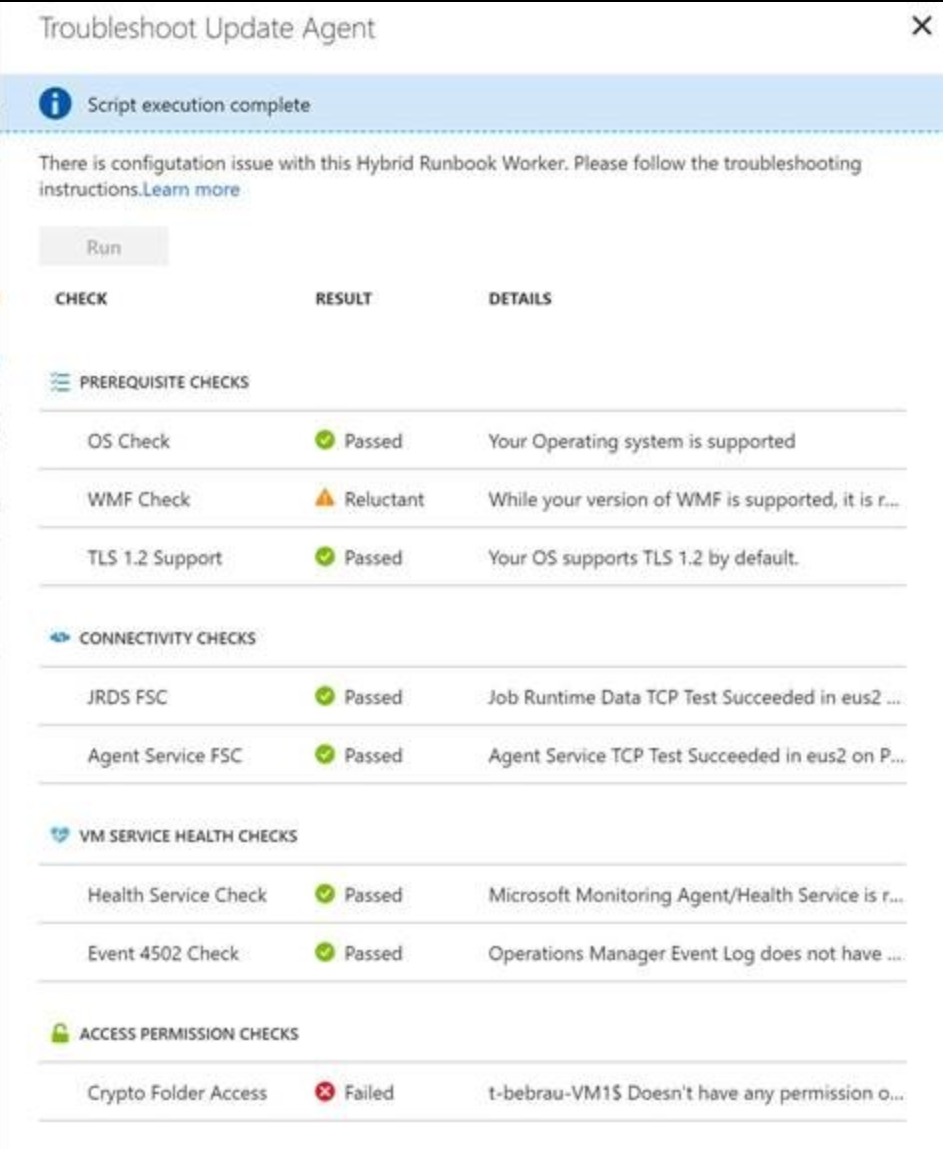 Troubleshoot Update Agent
Script execution complete
There is configutation issue with this Hybrid Runbook Worker. Please follow the troubleshooting
instructions.Learn more
Run
CHECK RESULT DETAILS
PREREQUISITE CHECKS
OS Check Passed Your Operating system is supported
WMF Check Reluctant While your version of WMF is supported, it is r...
TLS 1.2 Support Passed Your OS supports TLS 1.2 by default.
CONNECTIVITY CHECKS
JRDS FSC Passed Job Runtime Data TCP Test Succeeded in eus2 ...
Agent Service FSC Passed Agent Service TCP Test Succeeded in eus2 on P...
VM SERVICE HEALTH CHECKS
Health Service Check Passed Microsoft Monitoring Agent/Health Service is r...
Event 4502 Check Passed Operations Manager Event Log does not have ...
ACCESS PERMISSION CHECKS
Crypto Folder Access Failed t-bebrau-VM1$ Doesn't have any permission o...